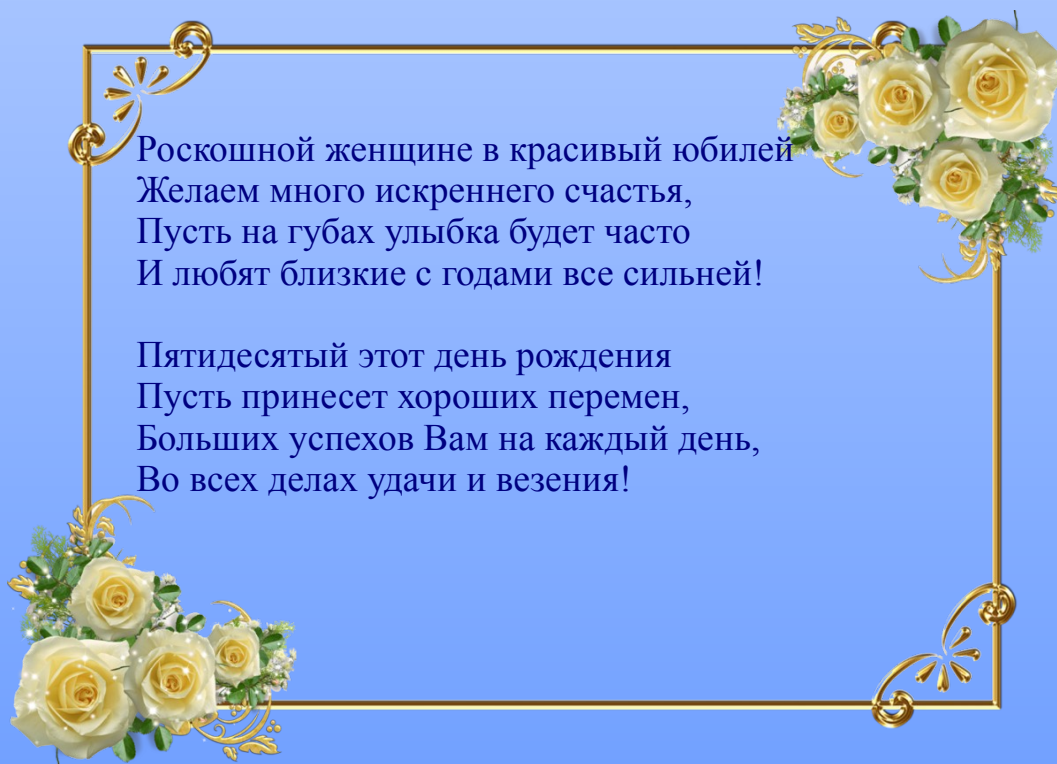 Роскошной женщине в красивый юбилей
Желаем много искреннего счастья,
Пусть на губах улыбка будет часто
И любят близкие с годами все сильней!
Пятидесятый этот день рождения
Пусть принесет хороших перемен,
Больших успехов Вам на каждый день,
Во всех делах удачи и везения!